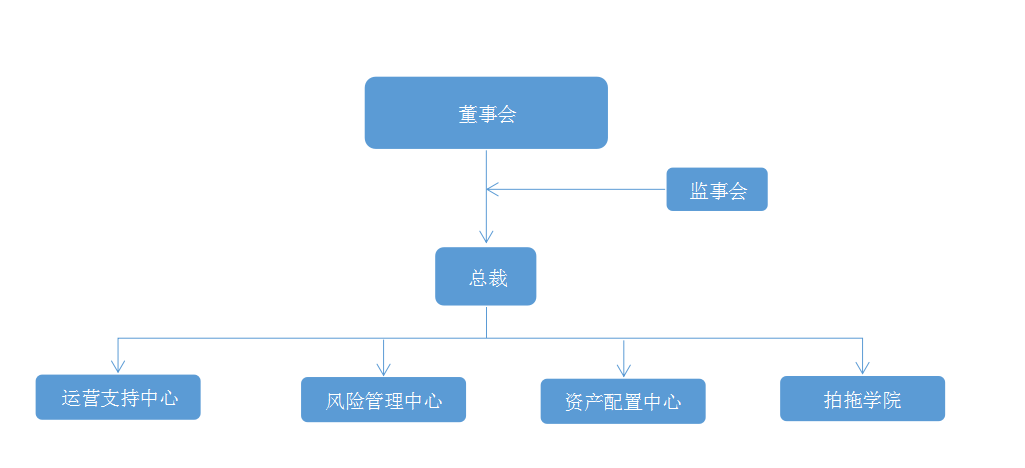 董事会
监事会
总裁
运营支持中心
风险管理中心
资产配置中心
拍拖学院